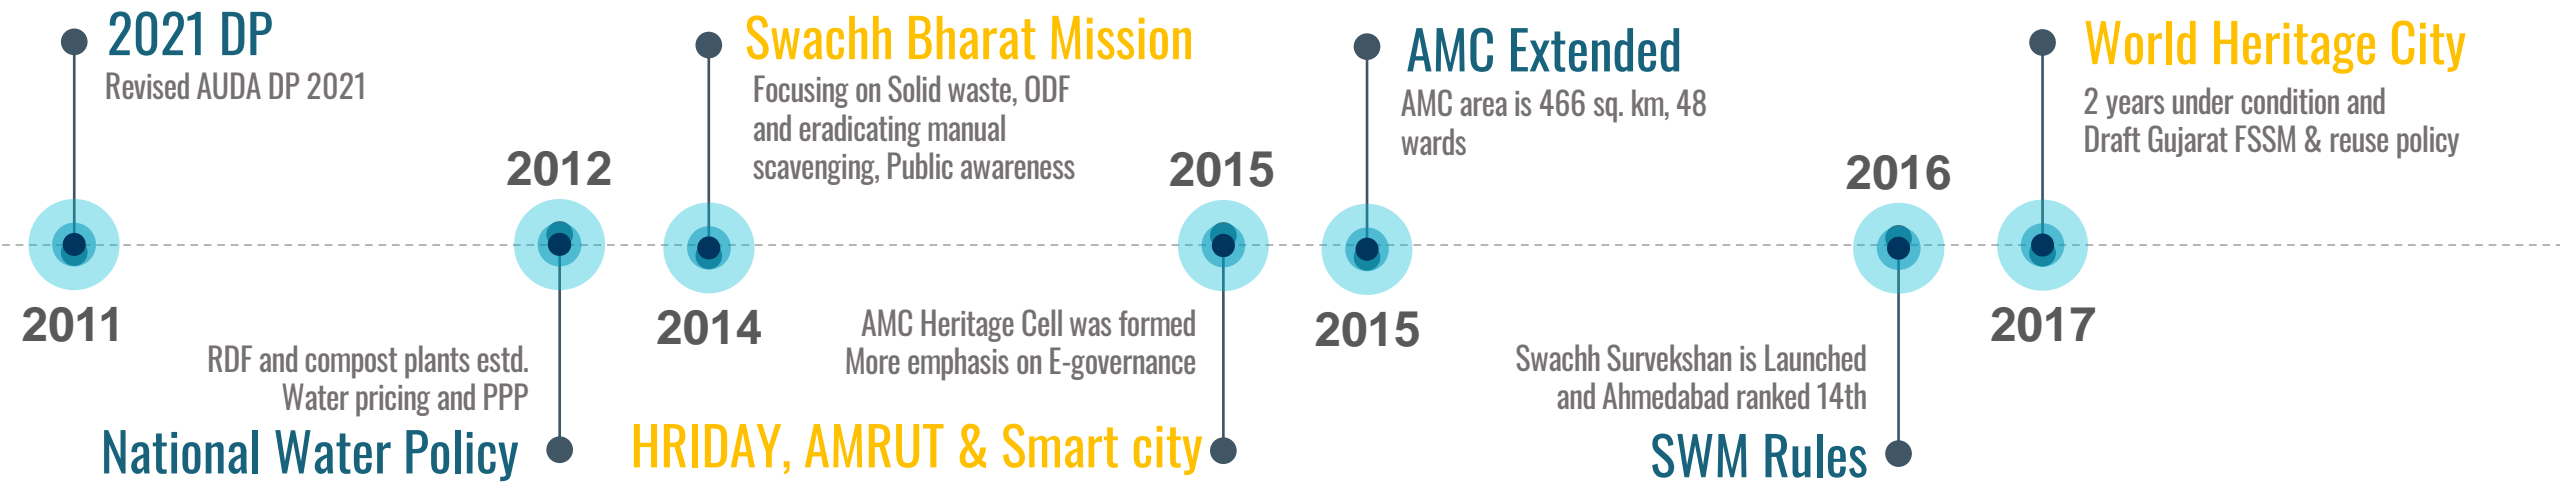 2021 DP
Revised AUDA DP 2021
2011
2012
RDF and compost plants estd.
Water pricing and PPP
National Water Policy
Swachh Bharat Mission
Focusing on Solid waste, ODF
and eradicating manual
scavenging, Public awareness
2014
2015
AMC Heritage Cell was formed
More emphasis on E-governance
HRIDAY, AMRUT & Smart city
AMC Extended
AMC area is 466 sq. km, 48
wards
2015
2016
Swachh Survekshan is Launched
and Ahmedabad ranked 14th
SWM Rules
World Heritage City
2 years under condition and
Draft Gujarat FSSM & reuse policy
2017